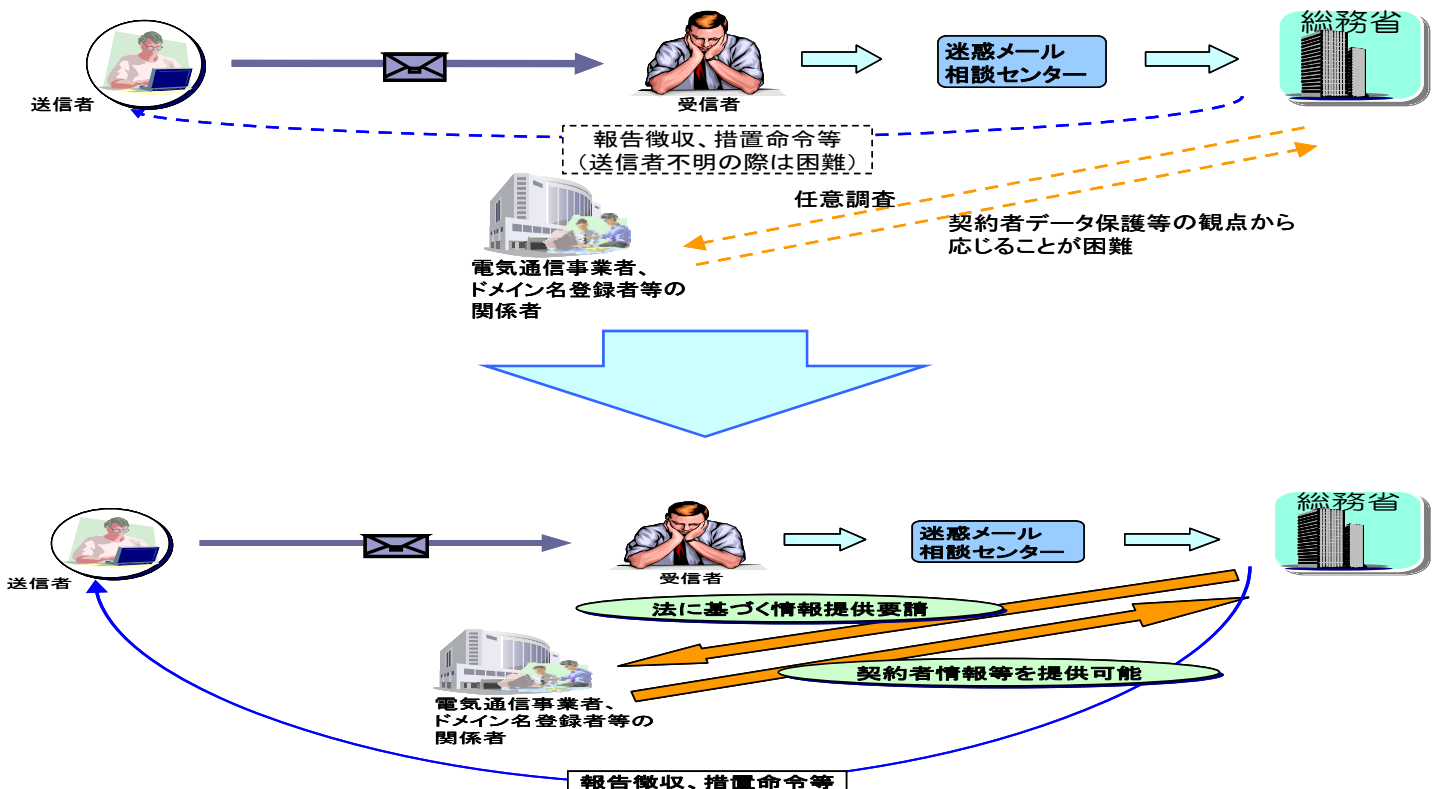 総務省
迷惑メール
相談センター
送信者
受信者
報告徴収、措置命令等
（送信者不明の際は困難）
任意調査
契約者データ保護等の観点から
応じることが困難
電気通信事業者、
ドメイン名登録者等の
関係者
総務省
迷惑メール
相談センター
送信者
受信者
法に基づく情報提供要請
契約者情報等を提供可能
電気通信事業者、
ドメイン名登録者等の
関係者
報告徴収、措置命令等